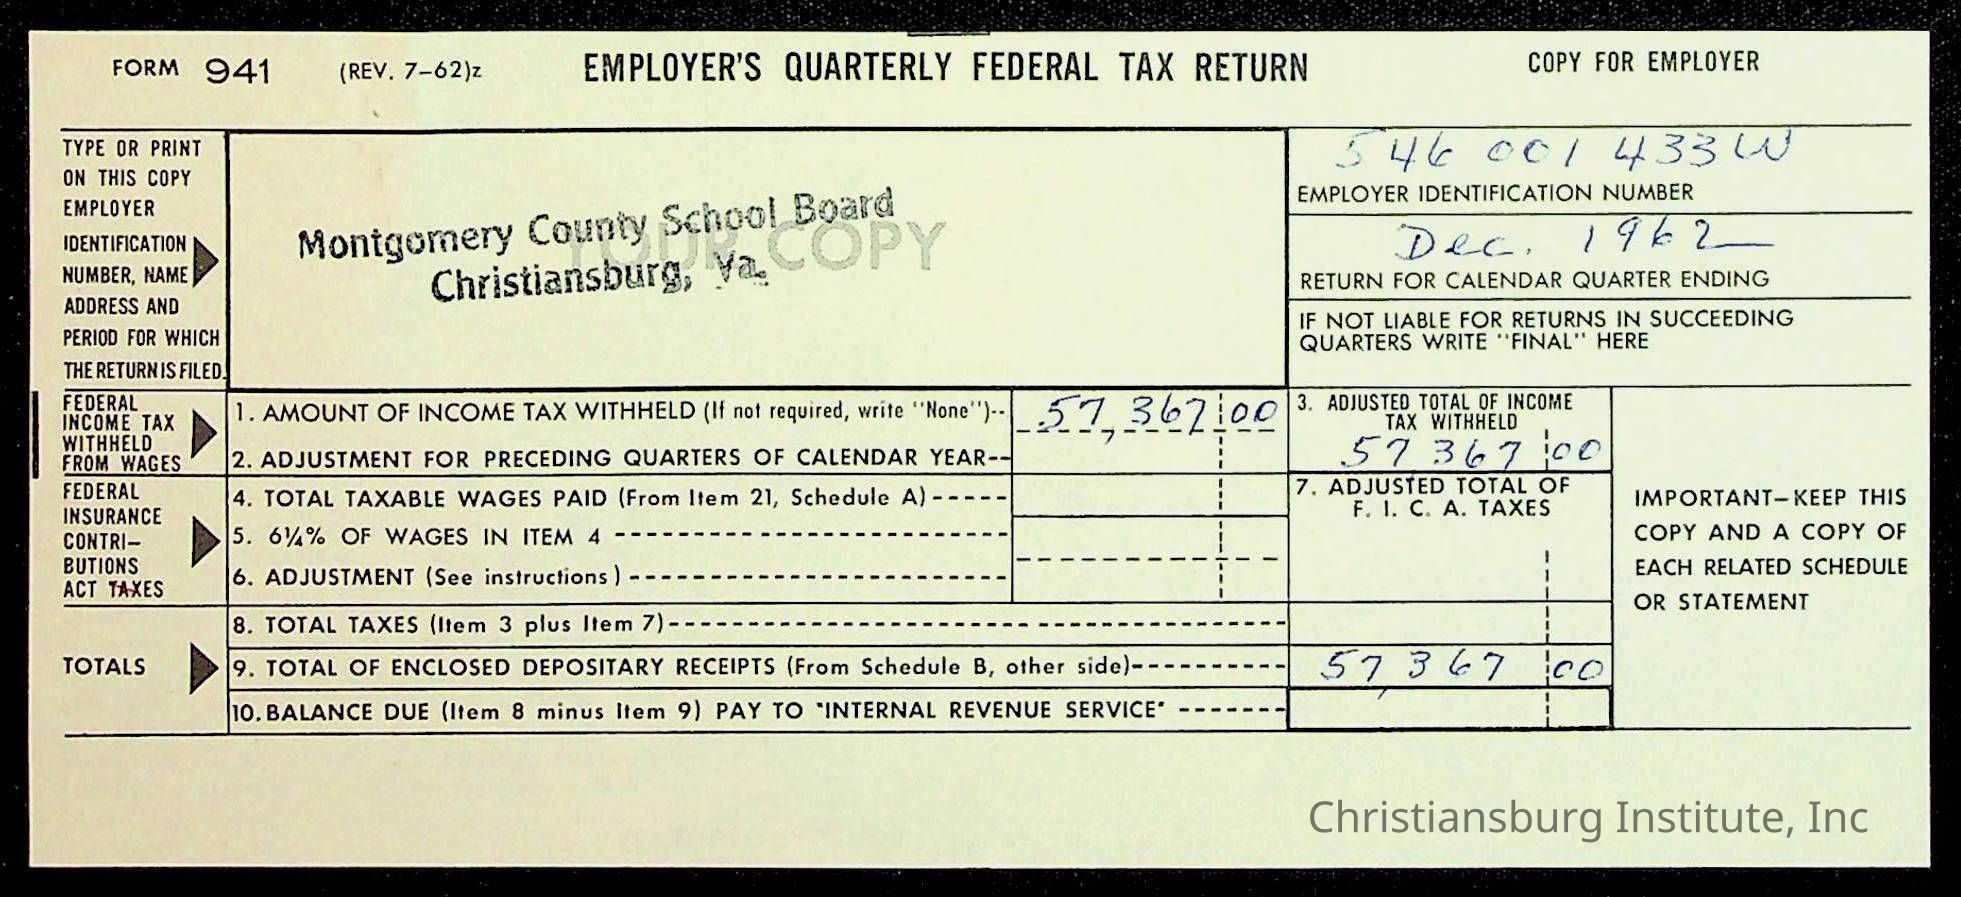 FORM 941 (REV. 7-62)z EMPLOYER'S QUARTERLY FEDERAL TAX RETURN COPY FOR EMPLOYER
TYPE OR PRINT
ON THIS COPY
EMPLOYER
IDENTIFICATION
NUMBER, NAME
ADDRESS AND
PERIOD FOR WHICH
THE RETURN IS FILED.
YOUR COPY
Montgomery County School Board
Christiansburg, Va.
546 001 433W
EMPLOYER IDENTIFICATION NUMBER
Dec. 1962
RETURN FOR CALENDAR QUARTER ENDING
IF NOT LIABLE FOR RETURNS IN SUCCEEDING
QUARTERS WRITE "FINAL" HERE
FEDERAL
INCOME TAX
WITHHELD
FROM WAGES
1. AMOUNT OF INCOME TAX WITHHELD (If not required, write "None")-- 57,367 00
2. ADJUSTMENT FOR PRECEDING QUARTERS OF CALENDAR YEAR--
3. ADJUSTED TOTAL OF INCOME
TAX WITHHELD
57 367 00
FEDERAL
INSURANCE
CONTRI-
BUTIONS
ACT TAXES
4. TOTAL TAXABLE WAGES PAID (From Item 21, Schedule A) -----
5. 6¼% OF WAGES IN ITEM 4 ------------------------
6. ADJUSTMENT (See instructions) -----------------------
7. ADJUSTED TOTAL OF
F. I. C. A. TAXES
TOTALS
8. TOTAL TAXES (Item 3 plus Item 7)---------------------------------------
9. TOTAL OF ENCLOSED DEPOSITARY RECEIPTS (From Schedule B, other side)---------- 57,367 00
10. BALANCE DUE (Item 8 minus Item 9) PAY TO "INTERNAL REVENUE SERVICE" -------
IMPORTANT—KEEP THIS
COPY AND A COPY OF
EACH RELATED SCHEDULE
OR STATEMENT
Christiansburg Institute, Inc